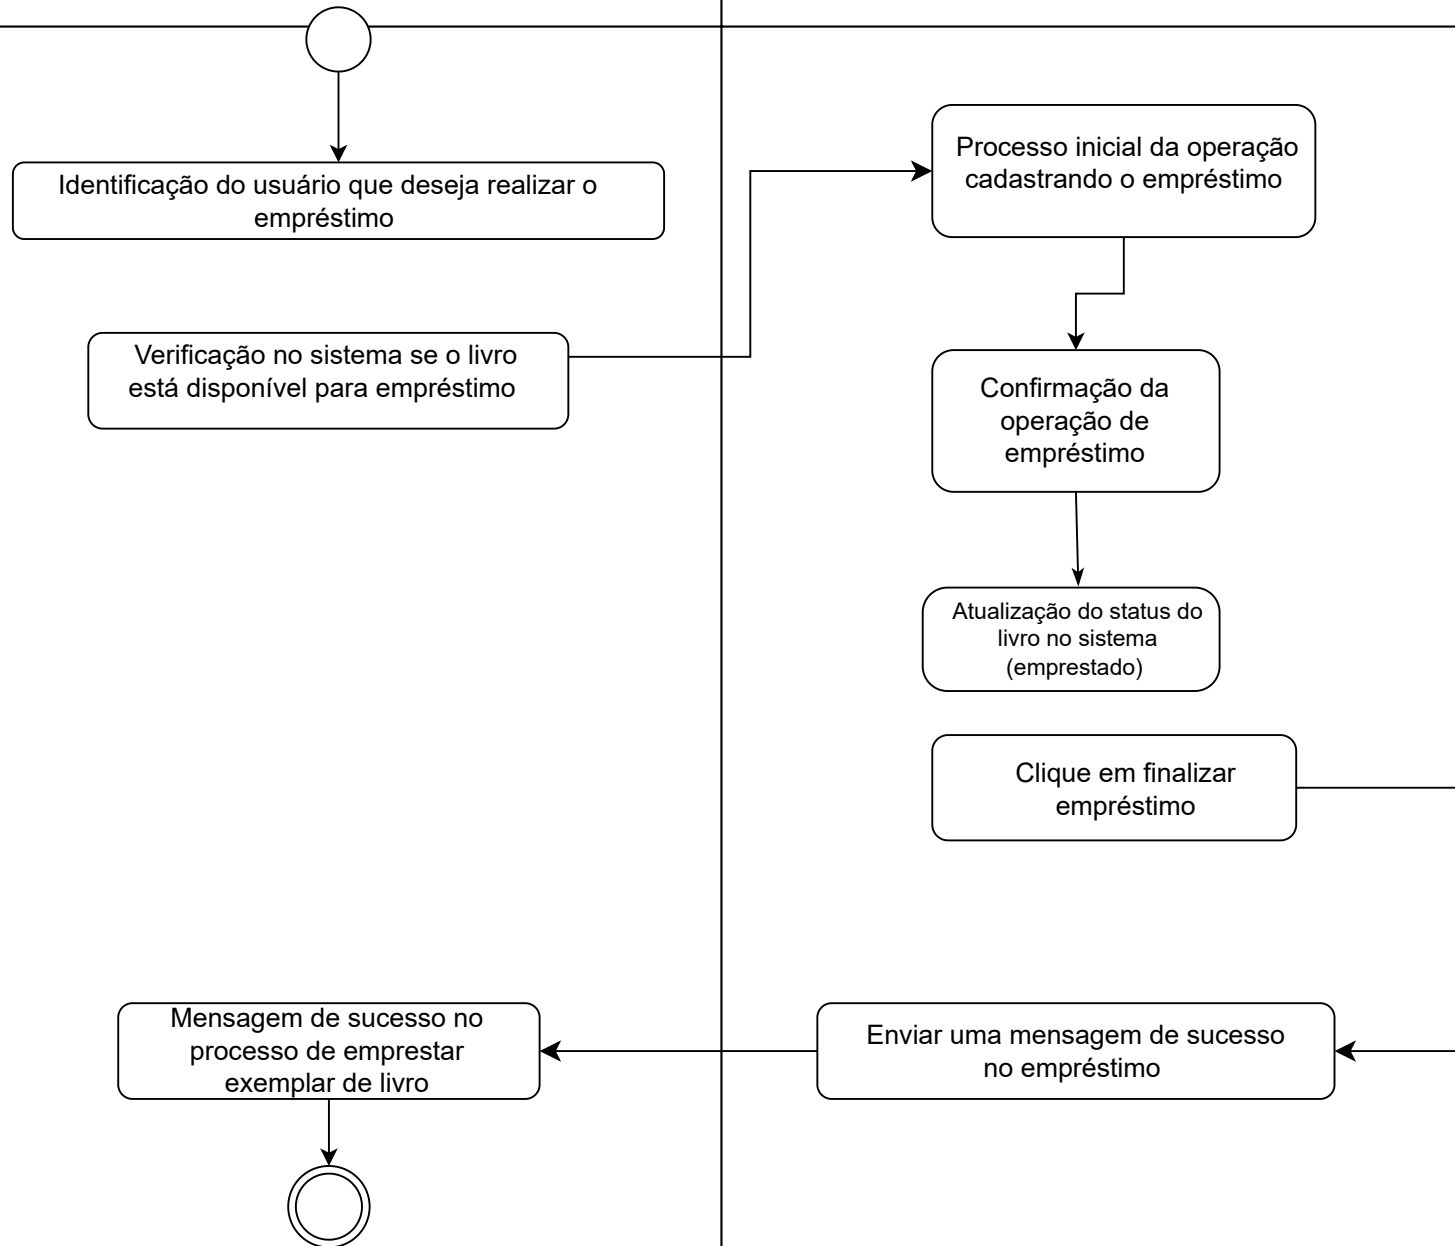 Identificação do usuário que deseja realizar o
empréstimo
Verificação no sistema se o livro
está disponível para empréstimo
Processo inicial da operação
cadastrando o empréstimo
Confirmação da
operação de
empréstimo
Atualização do status do
livro no sistema
(emprestado)
Clique em finalizar
empréstimo
Enviar uma mensagem de sucesso
no empréstimo
Mensagem de sucesso no
processo de emprestar
exemplar de livro